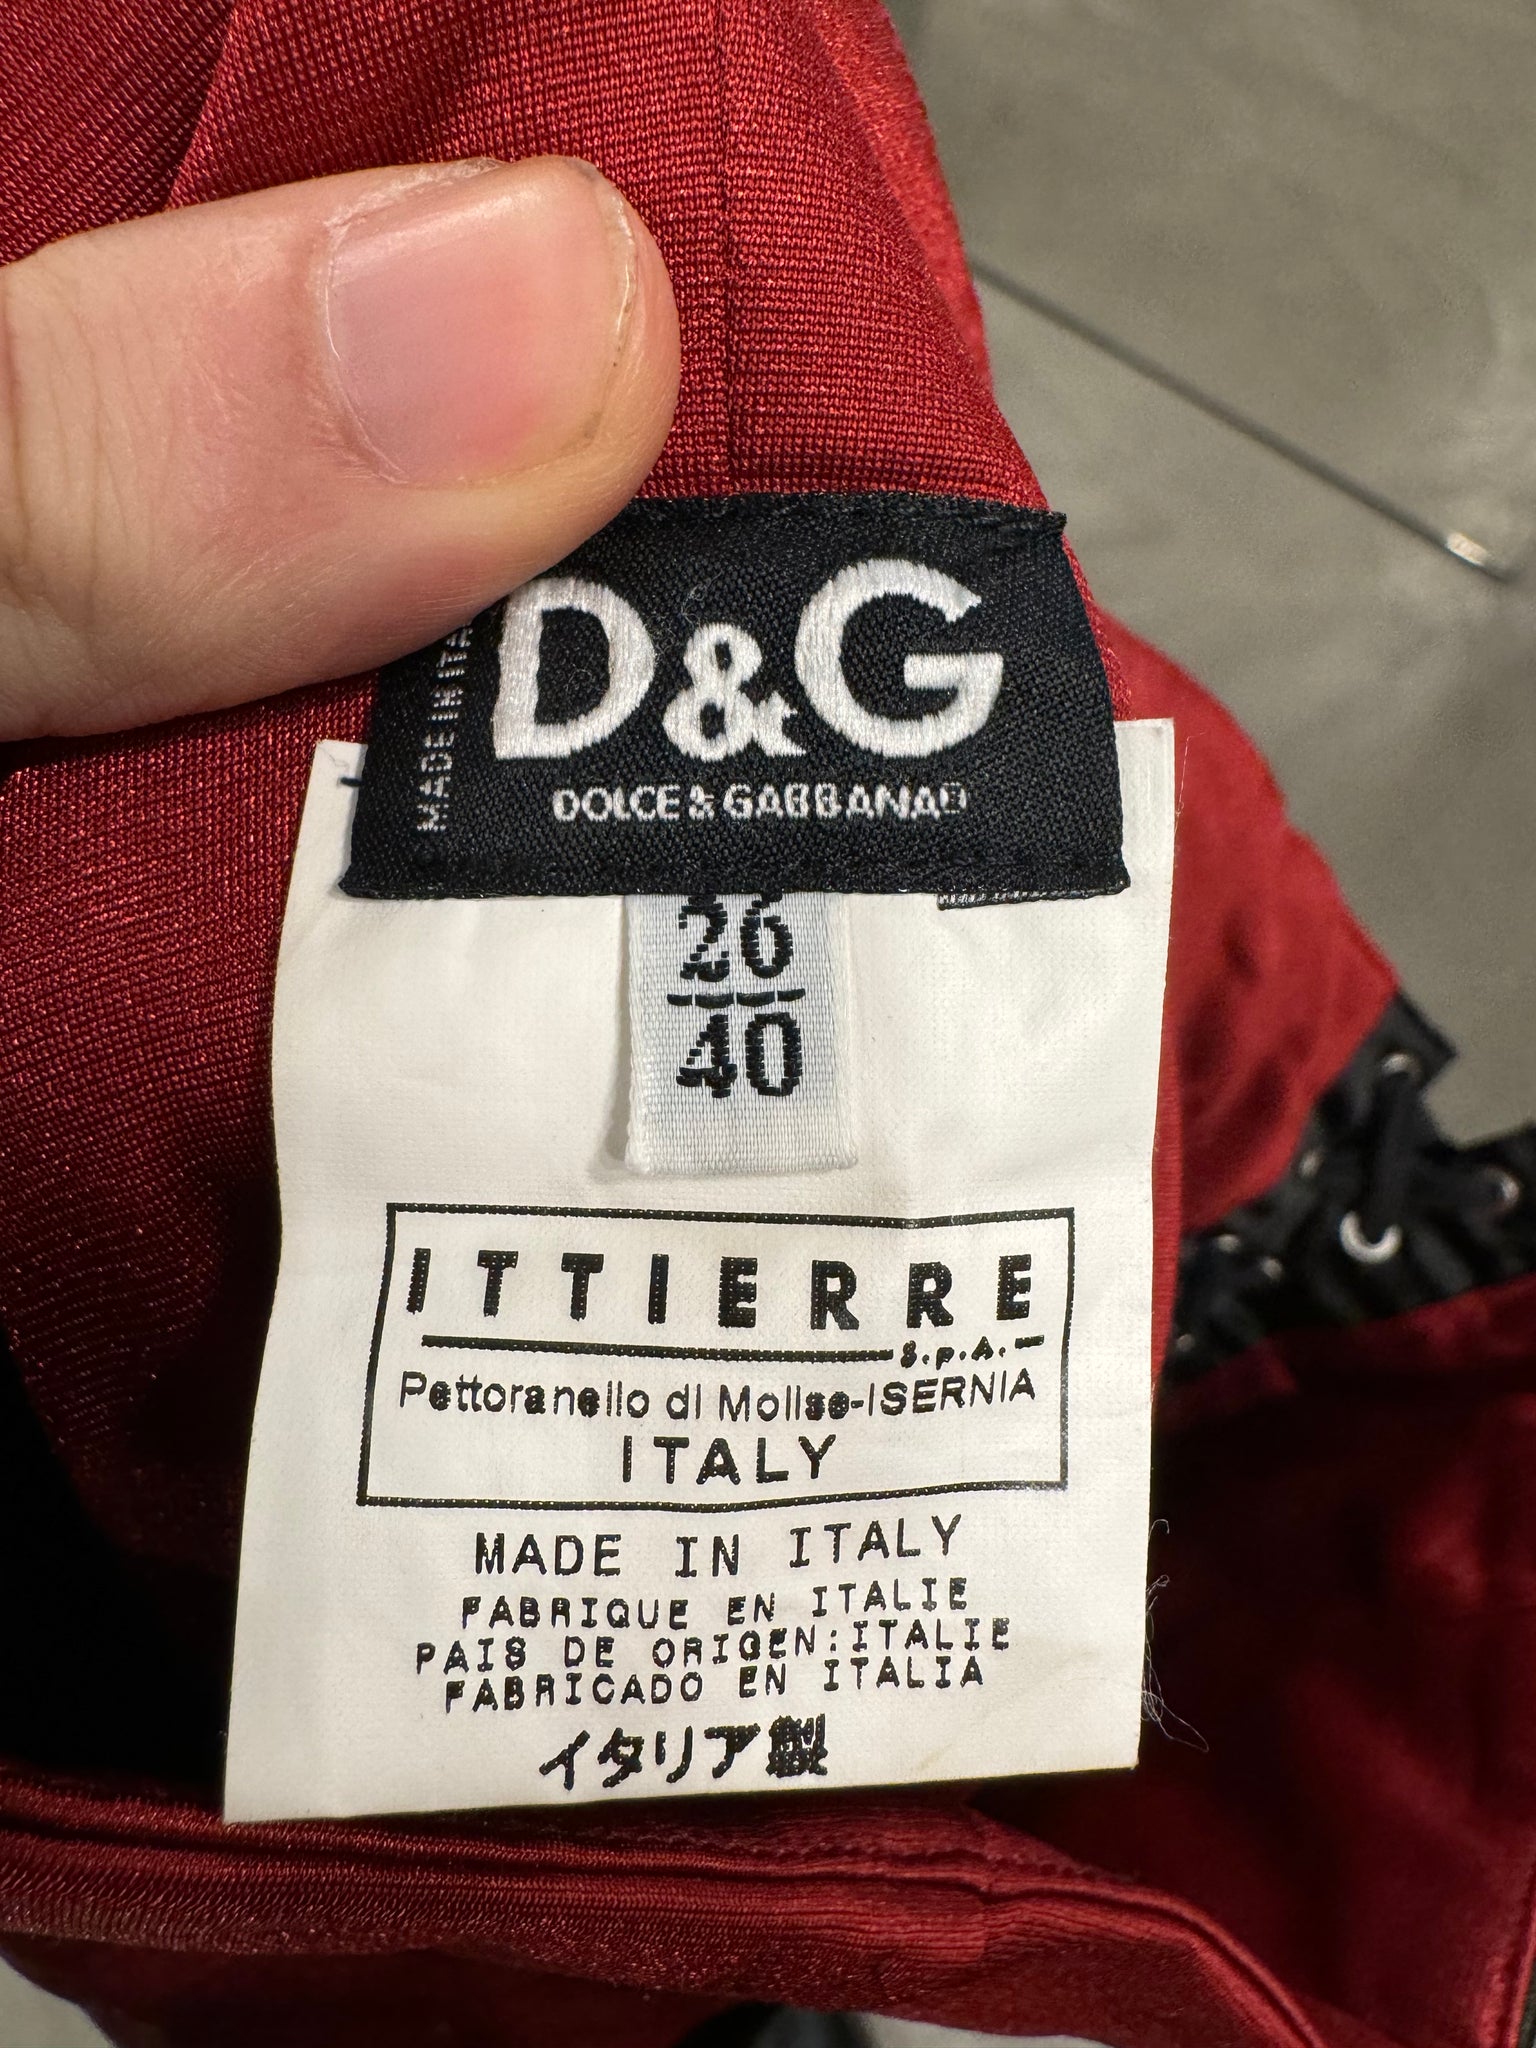 D&G
DOLCE & GABBANA
MADE IN ITA
26
40
ITTIERRE
S.p.A.
Pettoranello di Molise-ISERNIA
ITALY
MADE IN ITALY
FABRIQUE EN ITALIE
PAIS DE ORIGEN:ITALIE
FABRICADO EN ITALIA
イタリア製